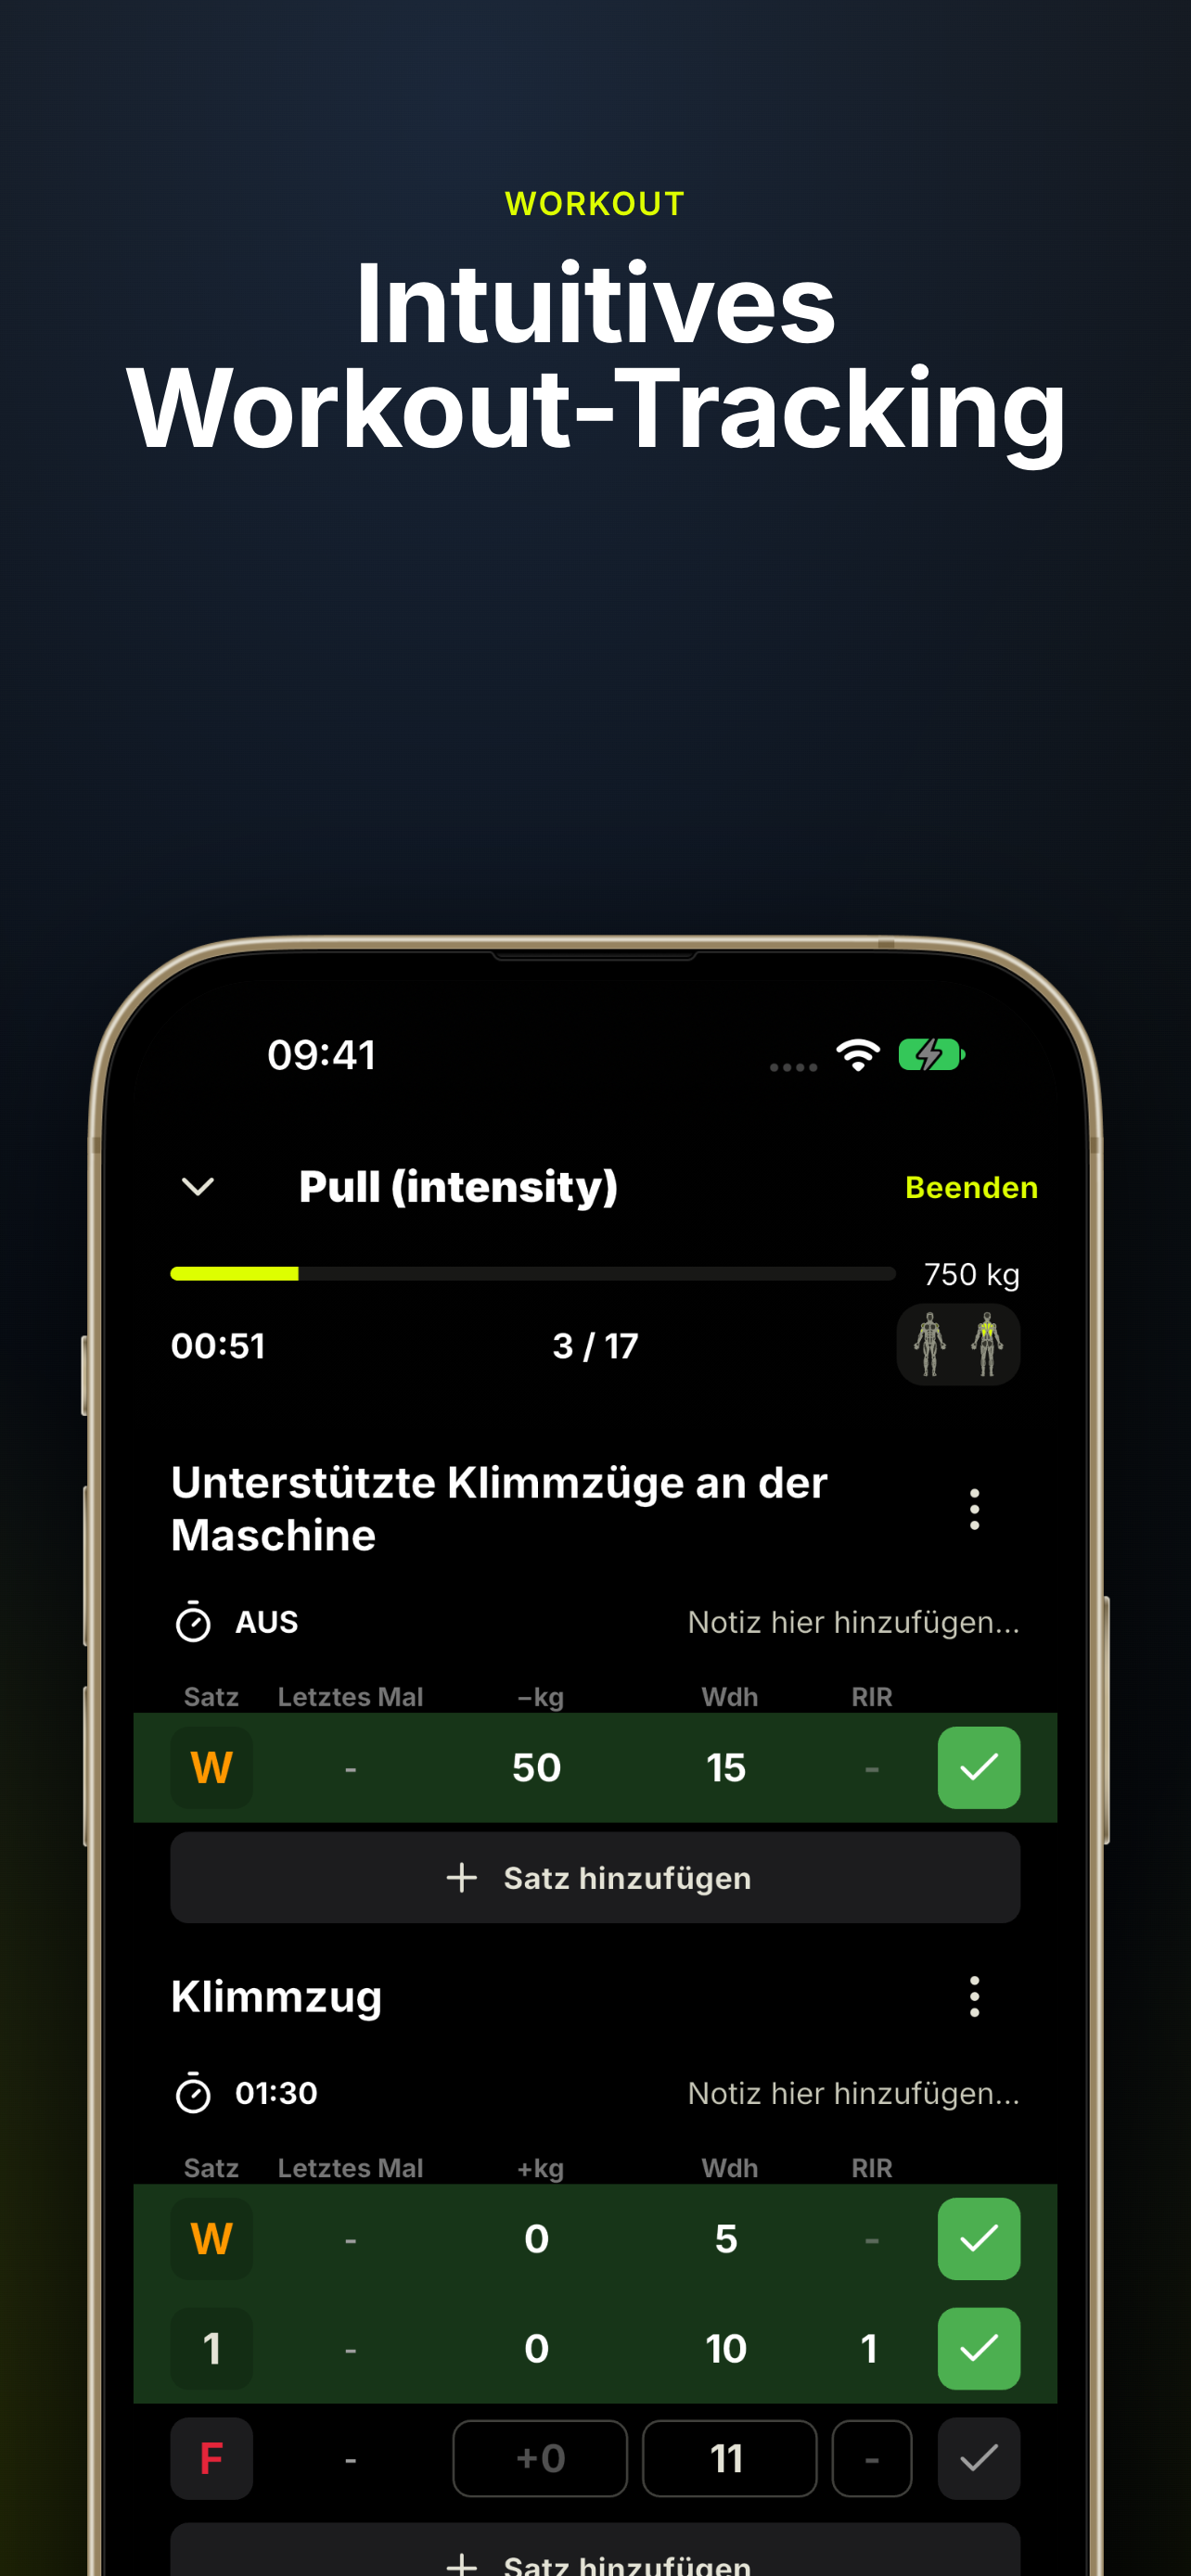 WORKOUT
Intuitives
Workout-Tracking
09:41
Pull (intensity)
Beenden
750 kg
00:51
3 / 17
Unterstützte Klimmzüge an der
Maschine
AUS
Notiz hier hinzufügen...
Satz Letztes Mal −kg Wdh RIR
W - 50 15 -
+ Satz hinzufügen
Klimmzug
01:30
Notiz hier hinzufügen...
Satz Letztes Mal +kg Wdh RIR
W - 0 5 -
1 - 0 10 1
F - +0 11 -
+ Satz hinzufügen